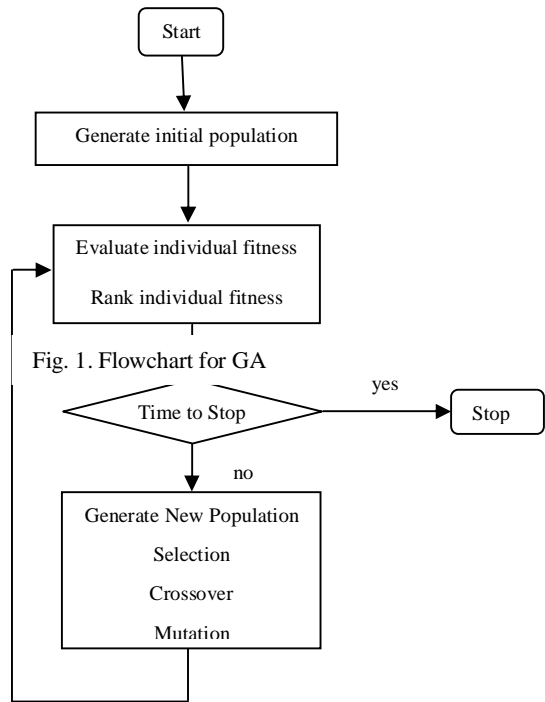 Start
Generate initial population
Evaluate individual fitness
Rank individual fitness
Fig. 1. Flowchart for GA
yes
Time to Stop
Stop
no
Generate New Population
Selection
Crossover
Mutation